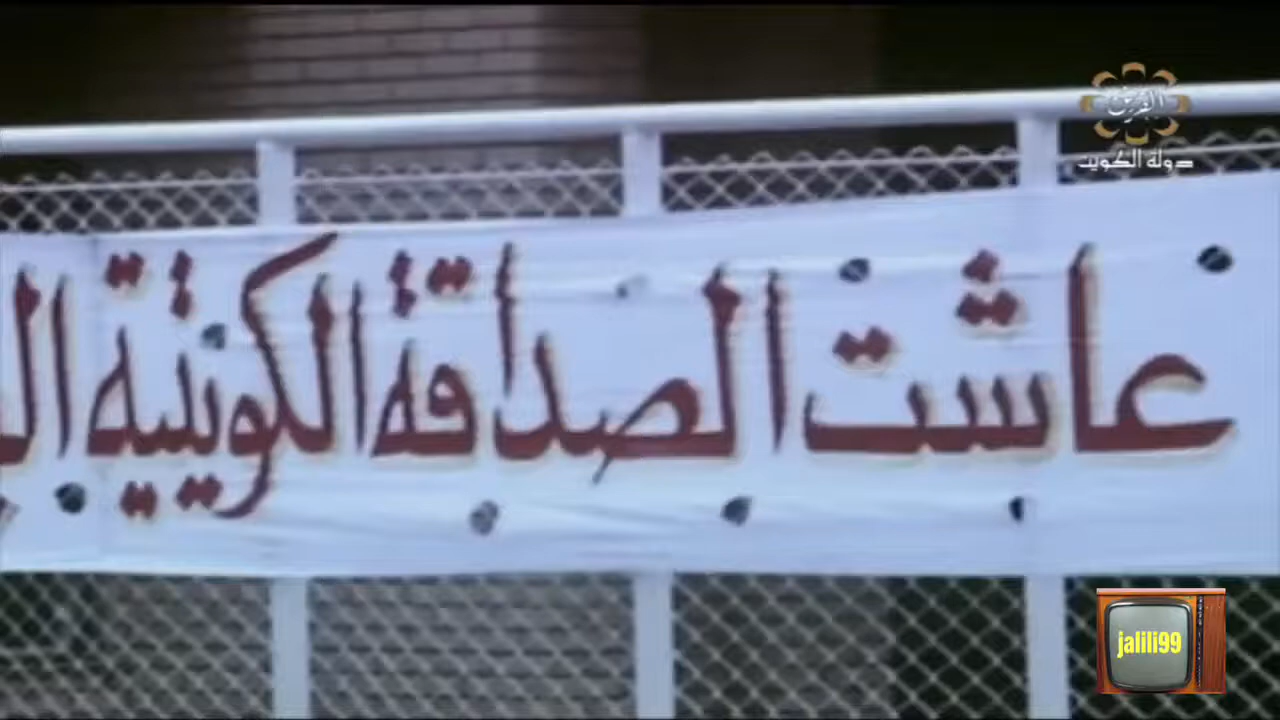 القرين
دولة الكويت
عاشت الصداقة الكويتية
jalili99